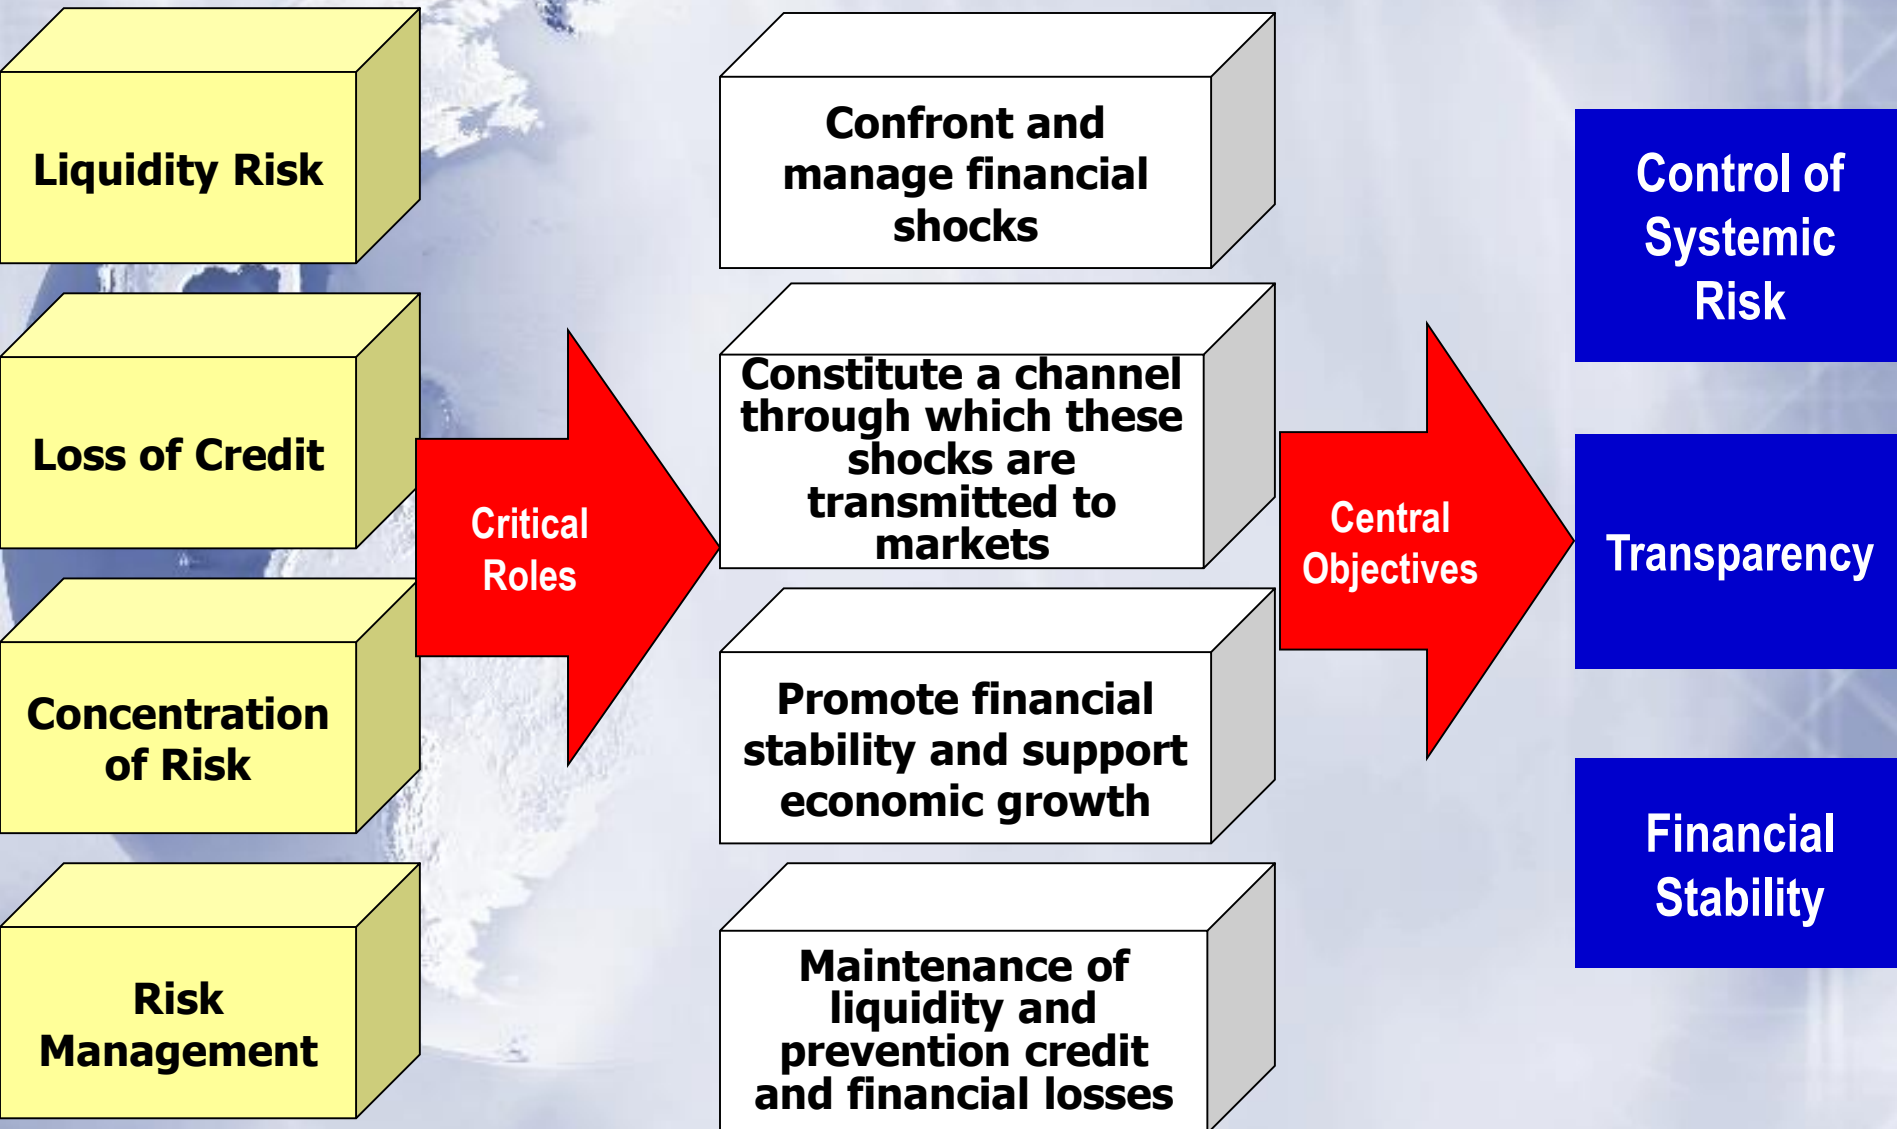 Liquidity Risk
Loss of Credit
Concentration
of Risk
Risk
Management
Critical
Roles
Confront and
manage financial
shocks
Constitute a channel
through which these
shocks are
transmitted to
markets
Promote financial
stability and support
economic growth
Maintenance of
liquidity and
prevention credit
and financial losses
Central
Objectives
Control of
Systemic
Risk
Transparency
Financial
Stability